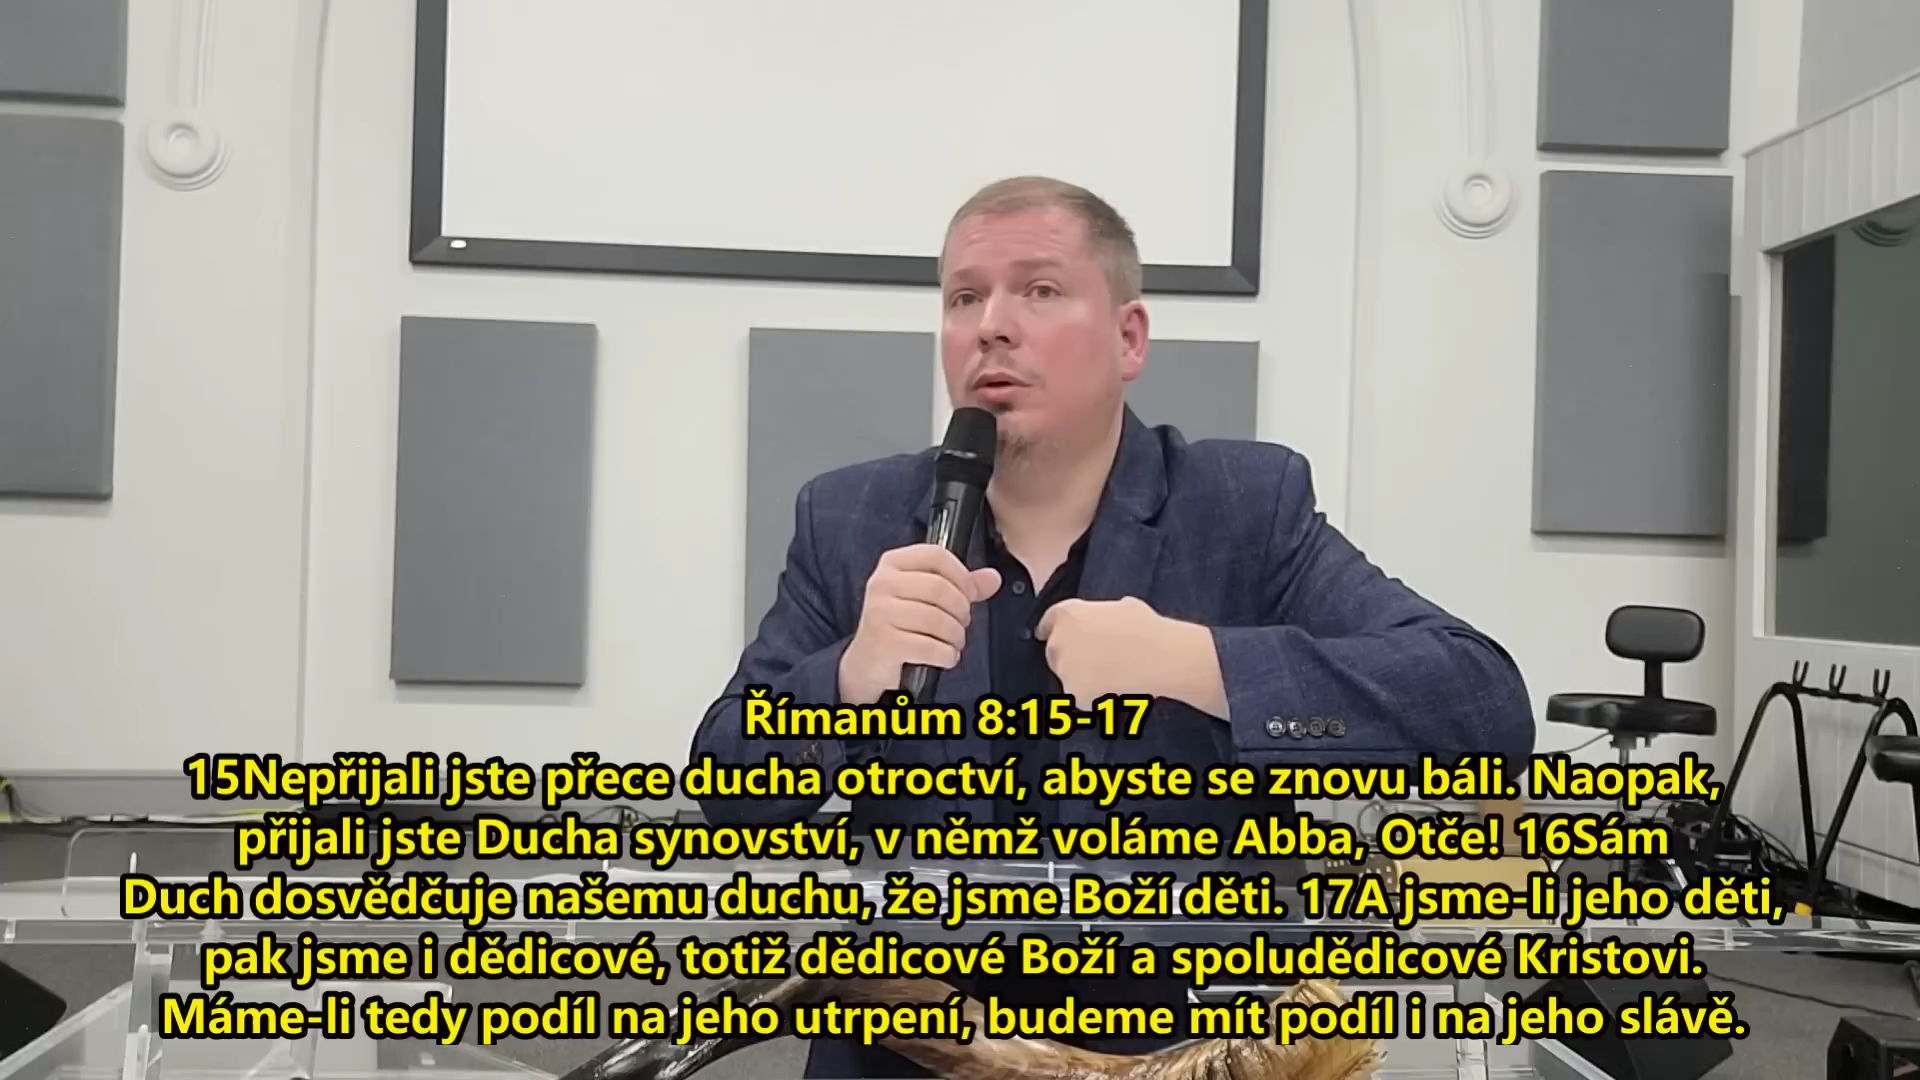 Římanům 8:15-17
15Nepřijali jste přece ducha otroctví, abyste se znovu báli. Naopak,
přijali jste Ducha synovství, v němž voláme Abba, Otče! 16Sám
Duch dosvědčuje našemu duchu, že jsme Boží děti. 17A jsme-li jeho děti,
pak jsme i dědicové, totiž dědicové Boží a spoludědicové Kristovi.
Máme-li tedy podíl na jeho utrpení, budeme mít podíl i na jeho slávě.